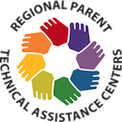 REGIONAL PARENT
TECHNICAL ASSISTANCE CENTERS